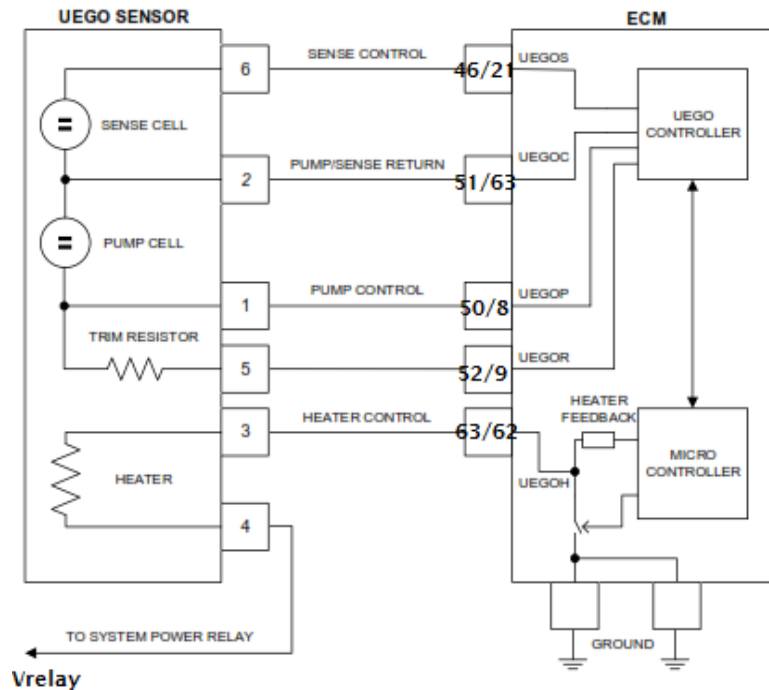 UEGO SENSOR
ECM
6
SENSE CONTROL
46/21
UEGOS
SENSE CELL
UEGO
CONTROLLER
2
PUMP/SENSE RETURN
51/63
UEGOC
PUMP CELL
1
PUMP CONTROL
50/8
UEGOP
TRIM RESISTOR
5
52/9
UEGOR
3
HEATER CONTROL
63/62
UEGOH
HEATER
FEEDBACK
MICRO
CONTROLLER
HEATER
4
TO SYSTEM POWER RELAY
GROUND
Vrelay